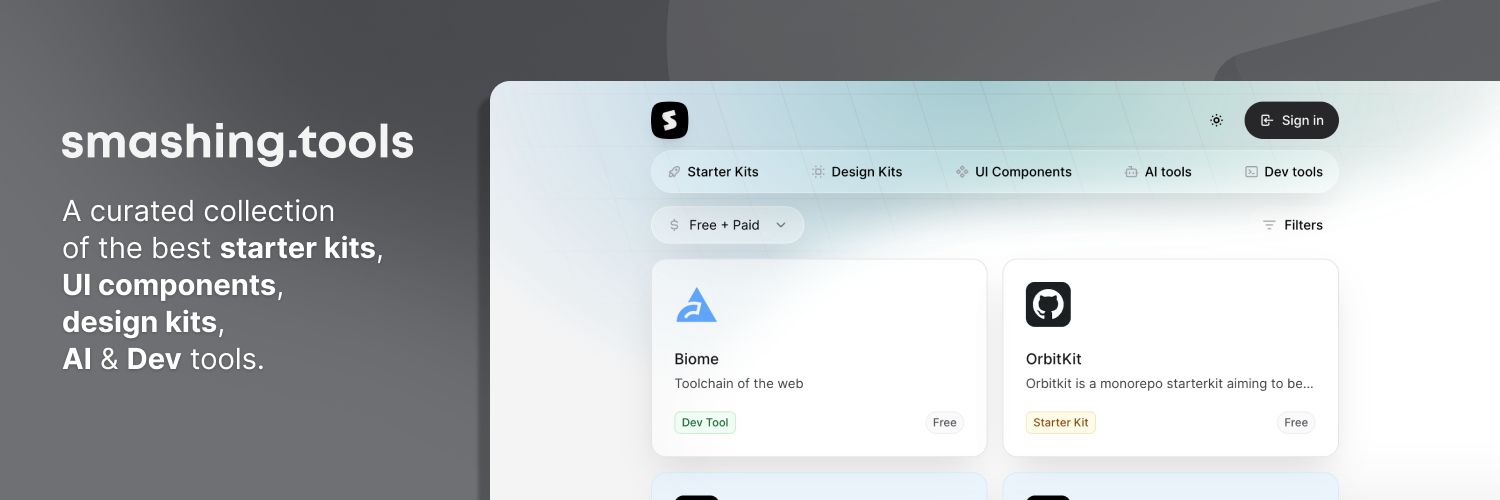 smashing.tools
A curated collection
of the best starter kits,
UI components,
design kits,
AI & Dev tools.
S
Sign in
Starter Kits
Design Kits
UI Components
AI tools
Dev tools
$ Free + Paid
Filters
Biome
Toolchain of the web
Dev Tool
Free
OrbitKit
Orbitkit is a monorepo starterkit aiming to be...
Starter Kit
Free